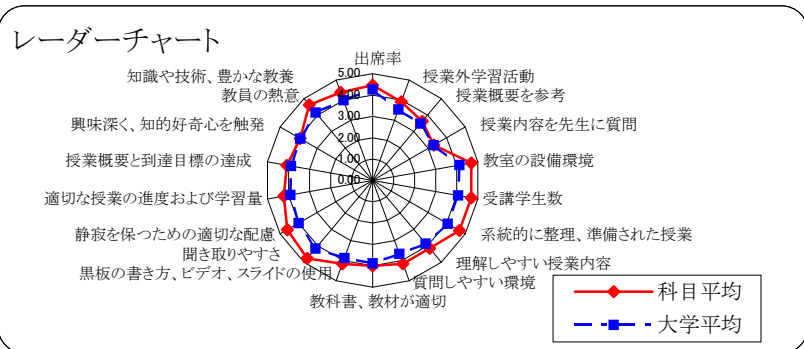 レーダーチャート
出席率
授業外学習活動
授業概要を参考
授業内容を先生に質問
教室の設備環境
受講学生数
系統的に整理、準備された授業
理解しやすい授業内容
質問しやすい環境
教科書、教材が適切
黒板の書き方、ビデオ、スライドの使用
聞き取りやすさ
静寂を保つための適切な配慮
適切な授業の進度および学習量
授業概要と到達目標の達成
興味深く、知的好奇心を触発
教員の熱意
知識や技術、豊かな教養
5.00
4.00
3.00
2.00
1.00
0.00
科目平均
大学平均